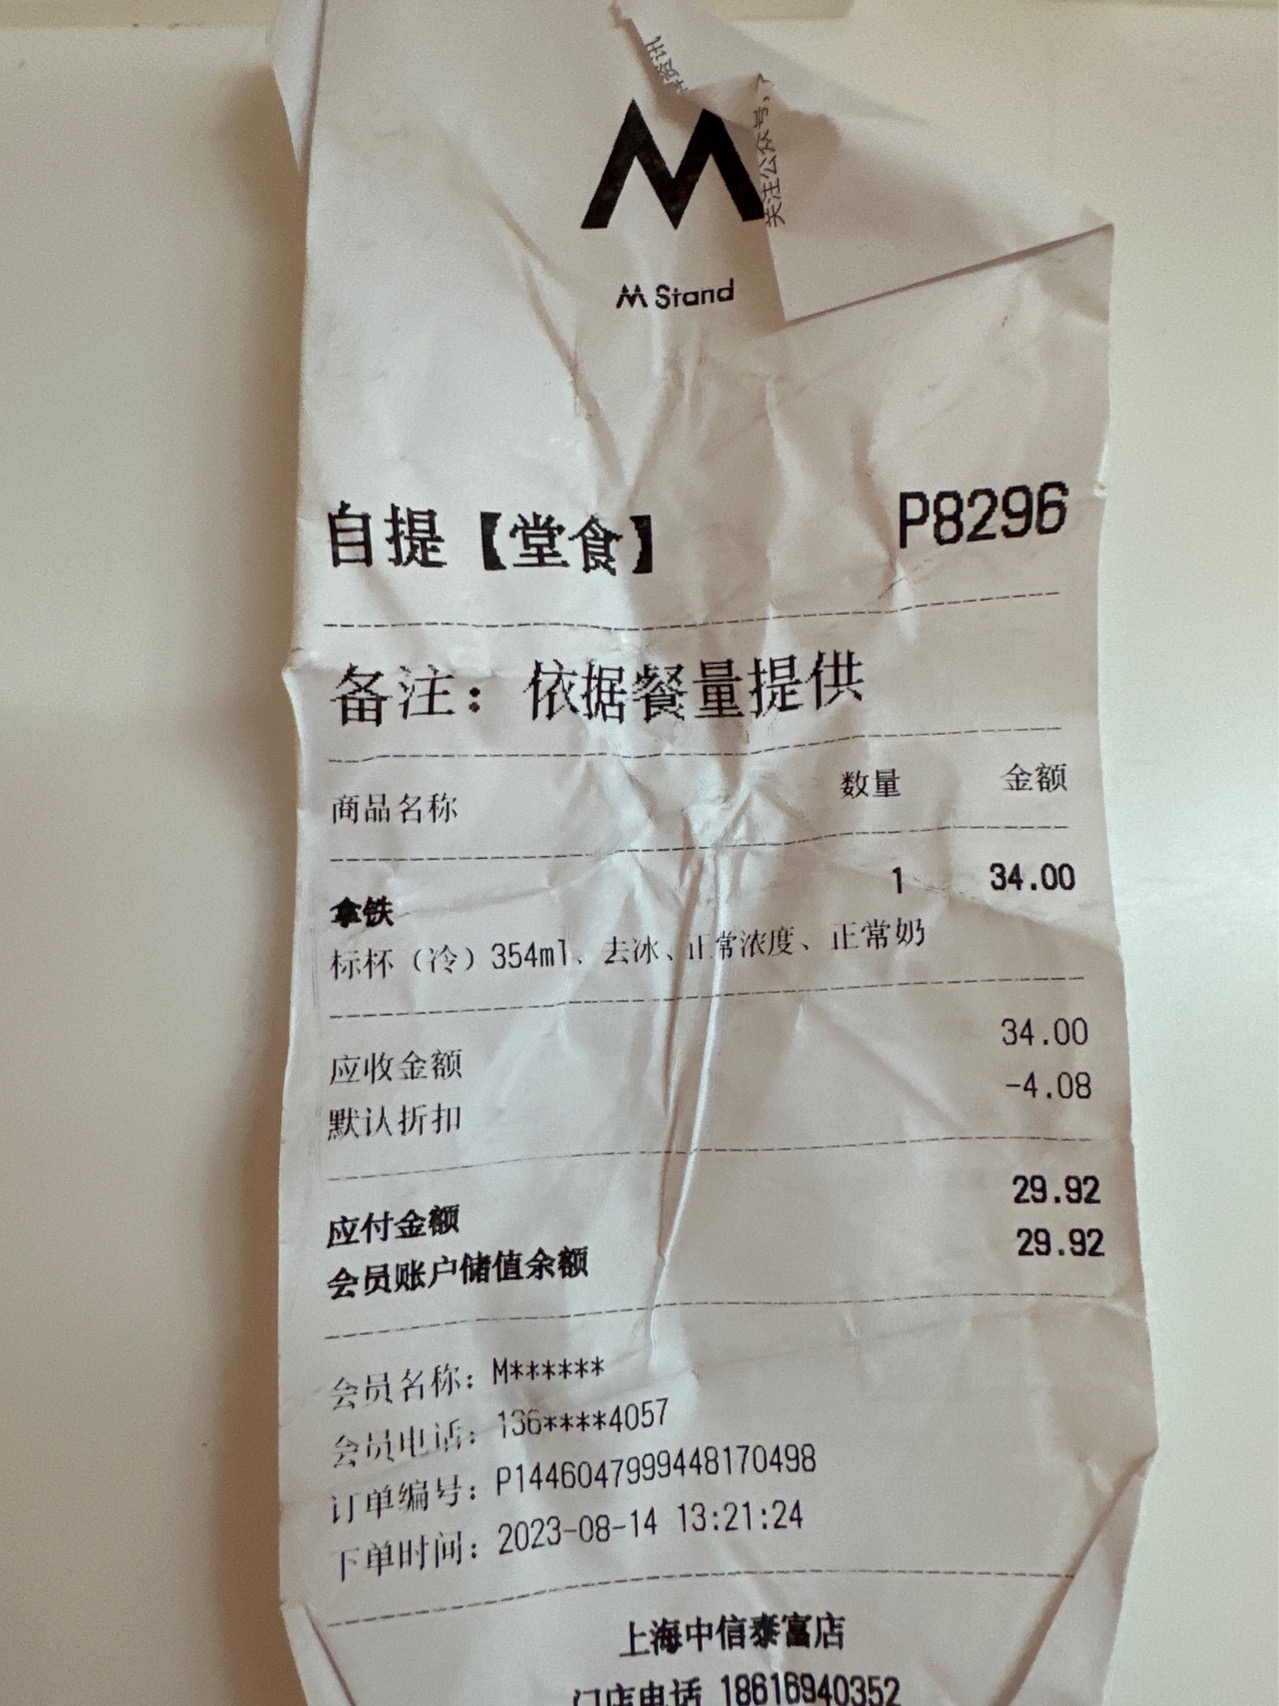 关注公众号，
M Stand
自提【堂食】 P8296
备注：依据餐量提供
商品名称 数量 金额
拿铁 1 34.00
标杯（冷）354ml、去冰、正常浓度、正常奶
应收金额 34.00
默认折扣 -4.08
应付金额 29.92
会员账户储值余额 29.92
会员名称：M******
会员电话：136****4057
订单编号：P1446047999448170498
下单时间：2023-08-14 13:21:24
上海中信泰富店
门店电话 18616940352